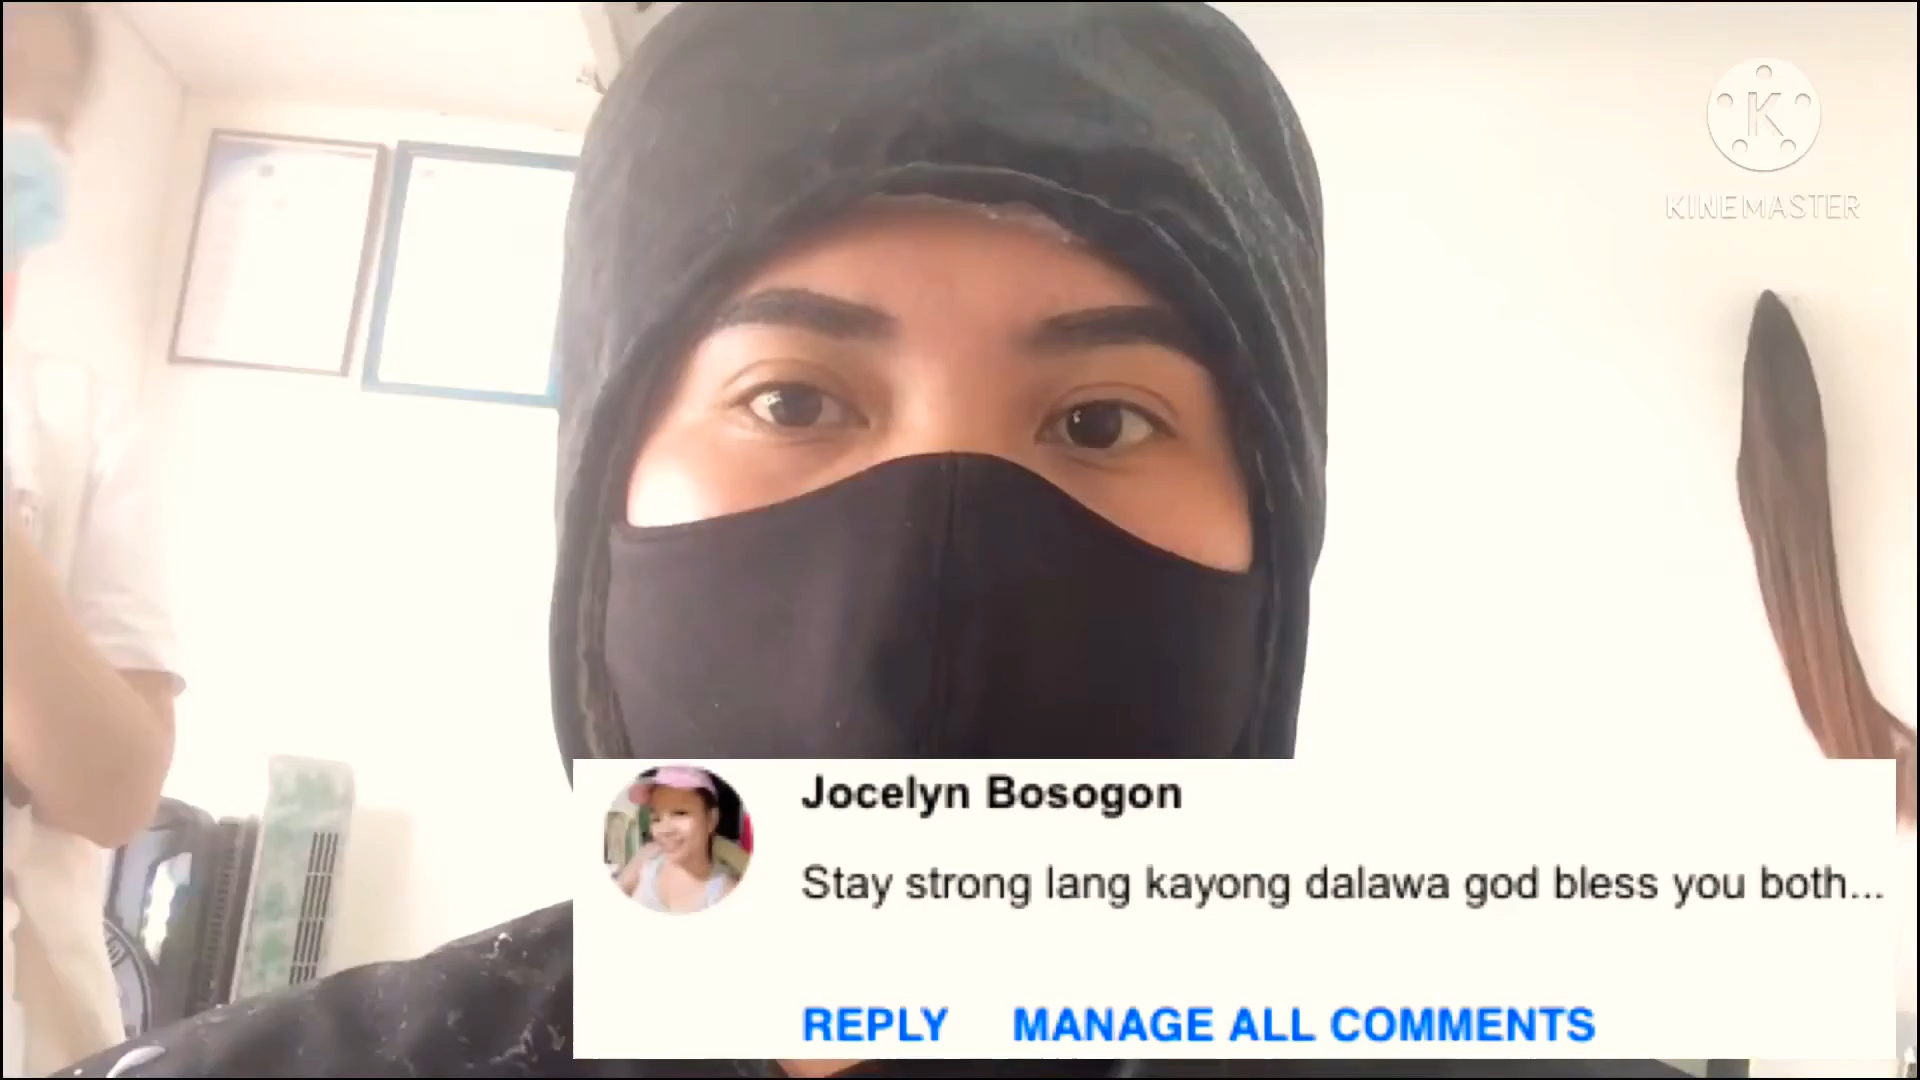 K
KINEMASTER
Jocelyn Bosogon
Stay strong lang kayong dalawa god bless you both...
REPLY MANAGE ALL COMMENTS